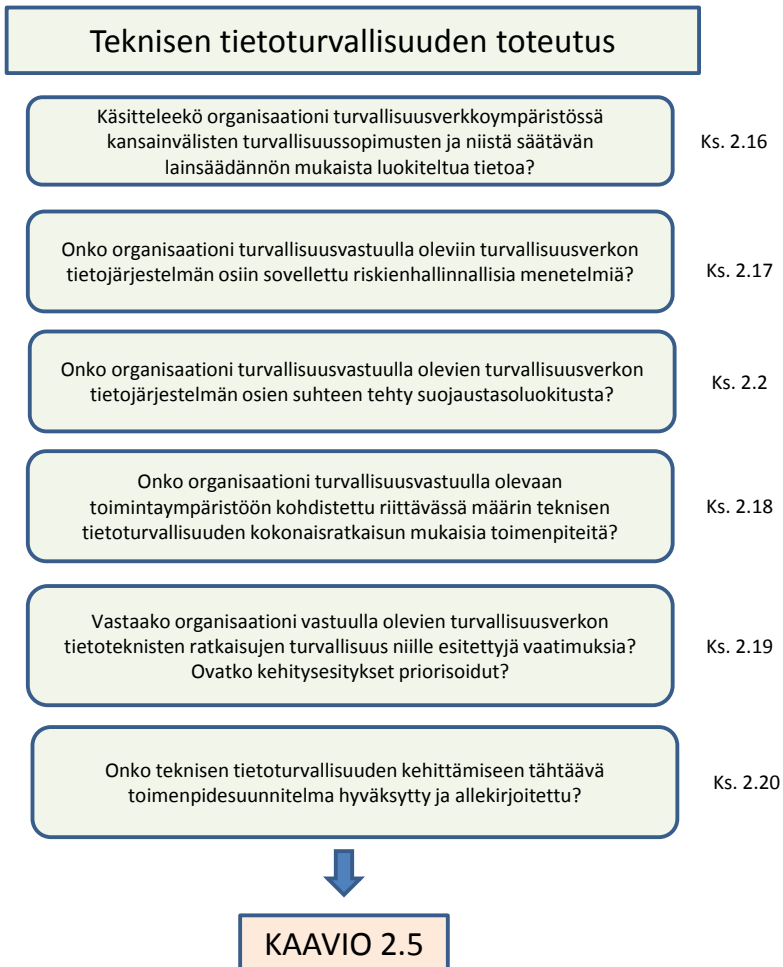 Teknisen tietoturvallisuuden toteutus
Käsitteleekö organisaationi turvallisuusverkkoympäristössä
kansainvälisten turvallisuussopimusten ja niistä säätävän
lainsäädännön mukaista luokiteltua tietoa?
Ks. 2.16
Onko organisaationi turvallisuusvastuulla oleviin turvallisuusverkon
tietojärjestelmän osiin sovellettu riskienhallinnallisia menetelmiä?
Ks. 2.17
Onko organisaationi turvallisuusvastuulla olevien turvallisuusverkon
tietojärjestelmän osien suhteen tehty suojaustasoluokitusta?
Ks. 2.2
Onko organisaationi turvallisuusvastuulla olevaan
toimintaympäristöön kohdistettu riittävässä määrin teknisen
tietoturvallisuuden kokonaisratkaisun mukaisia toimenpiteitä?
Ks. 2.18
Vastaako organisaationi vastuulla olevien turvallisuusverkon
tietoteknisten ratkaisujen turvallisuus niille esitettyjä vaatimuksia?
Ovatko kehitysesitykset priorisoidut?
Ks. 2.19
Onko teknisen tietoturvallisuuden kehittämiseen tähtäävä
toimenpidesuunnitelma hyväksytty ja allekirjoitettu?
Ks. 2.20
KAAVIO 2.5